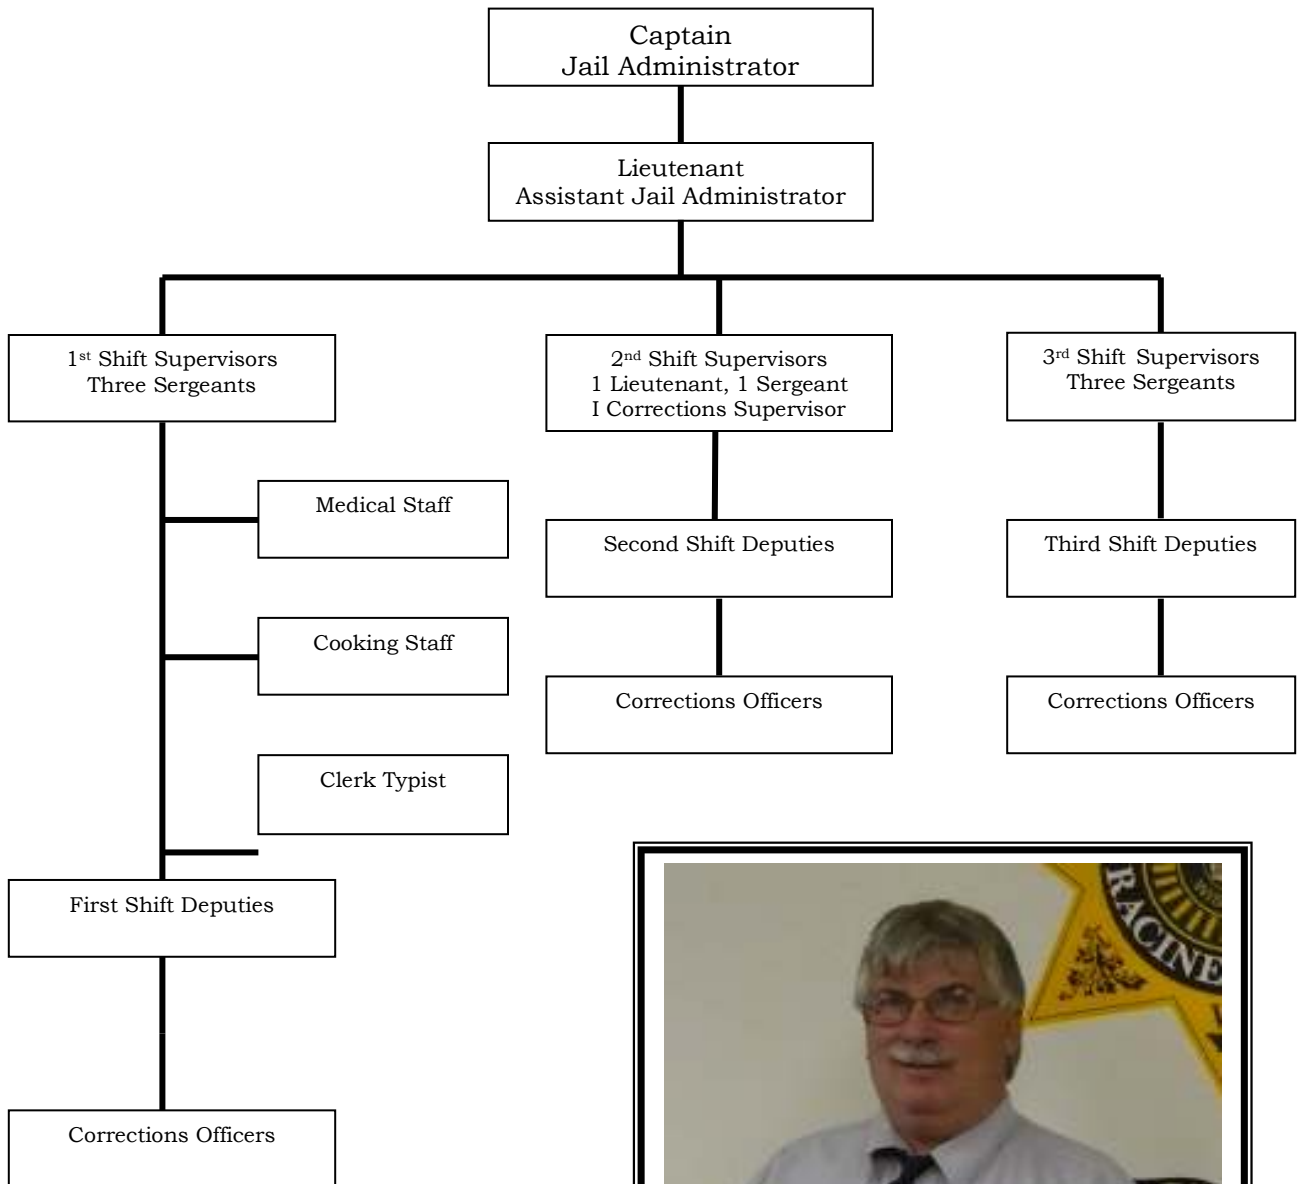 Captain
Jail Administrator
Lieutenant
Assistant Jail Administrator
1st Shift Supervisors
Three Sergeants
2nd Shift Supervisors
1 Lieutenant, 1 Sergeant
I Corrections Supervisor
3rd Shift Supervisors
Three Sergeants
Medical Staff
Second Shift Deputies
Third Shift Deputies
Cooking Staff
Corrections Officers
Corrections Officers
Clerk Typist
First Shift Deputies
Corrections Officers
RACINE